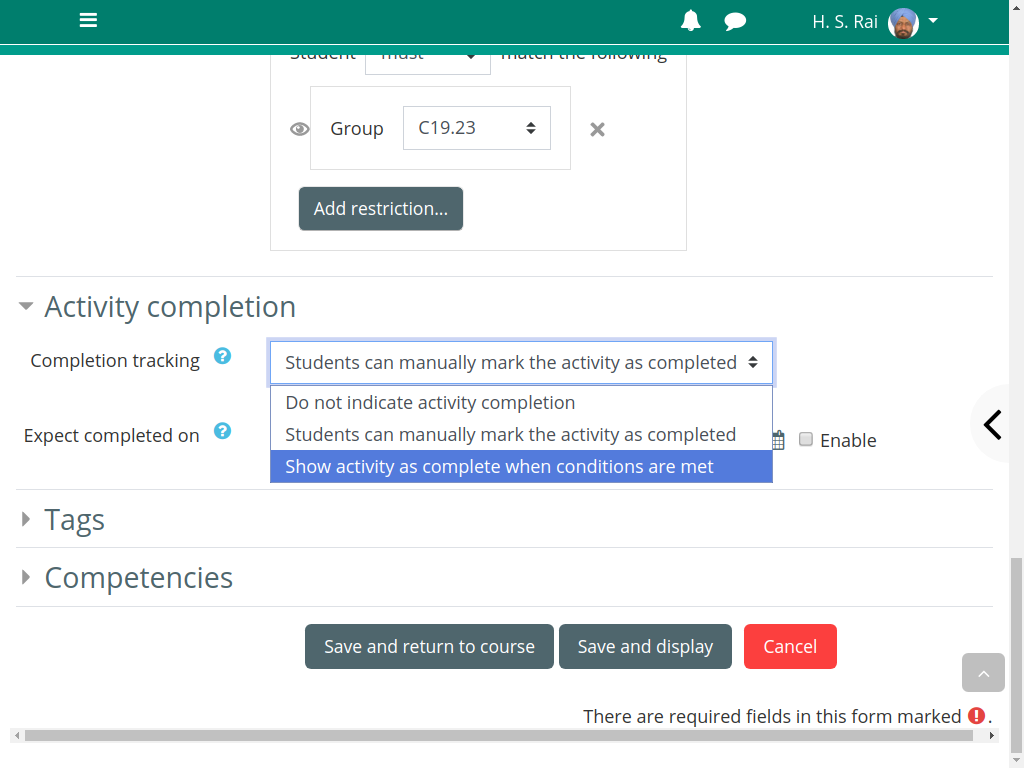 H. S. Rai
Student must match the following
Group C19.23
Add restriction...
Activity completion
Completion tracking Students can manually mark the activity as completed
Do not indicate activity completion
Students can manually mark the activity as completed
Expect completed on Enable
Show activity as complete when conditions are met
Tags
Competencies
Save and return to course Save and display Cancel
There are required fields in this form marked .